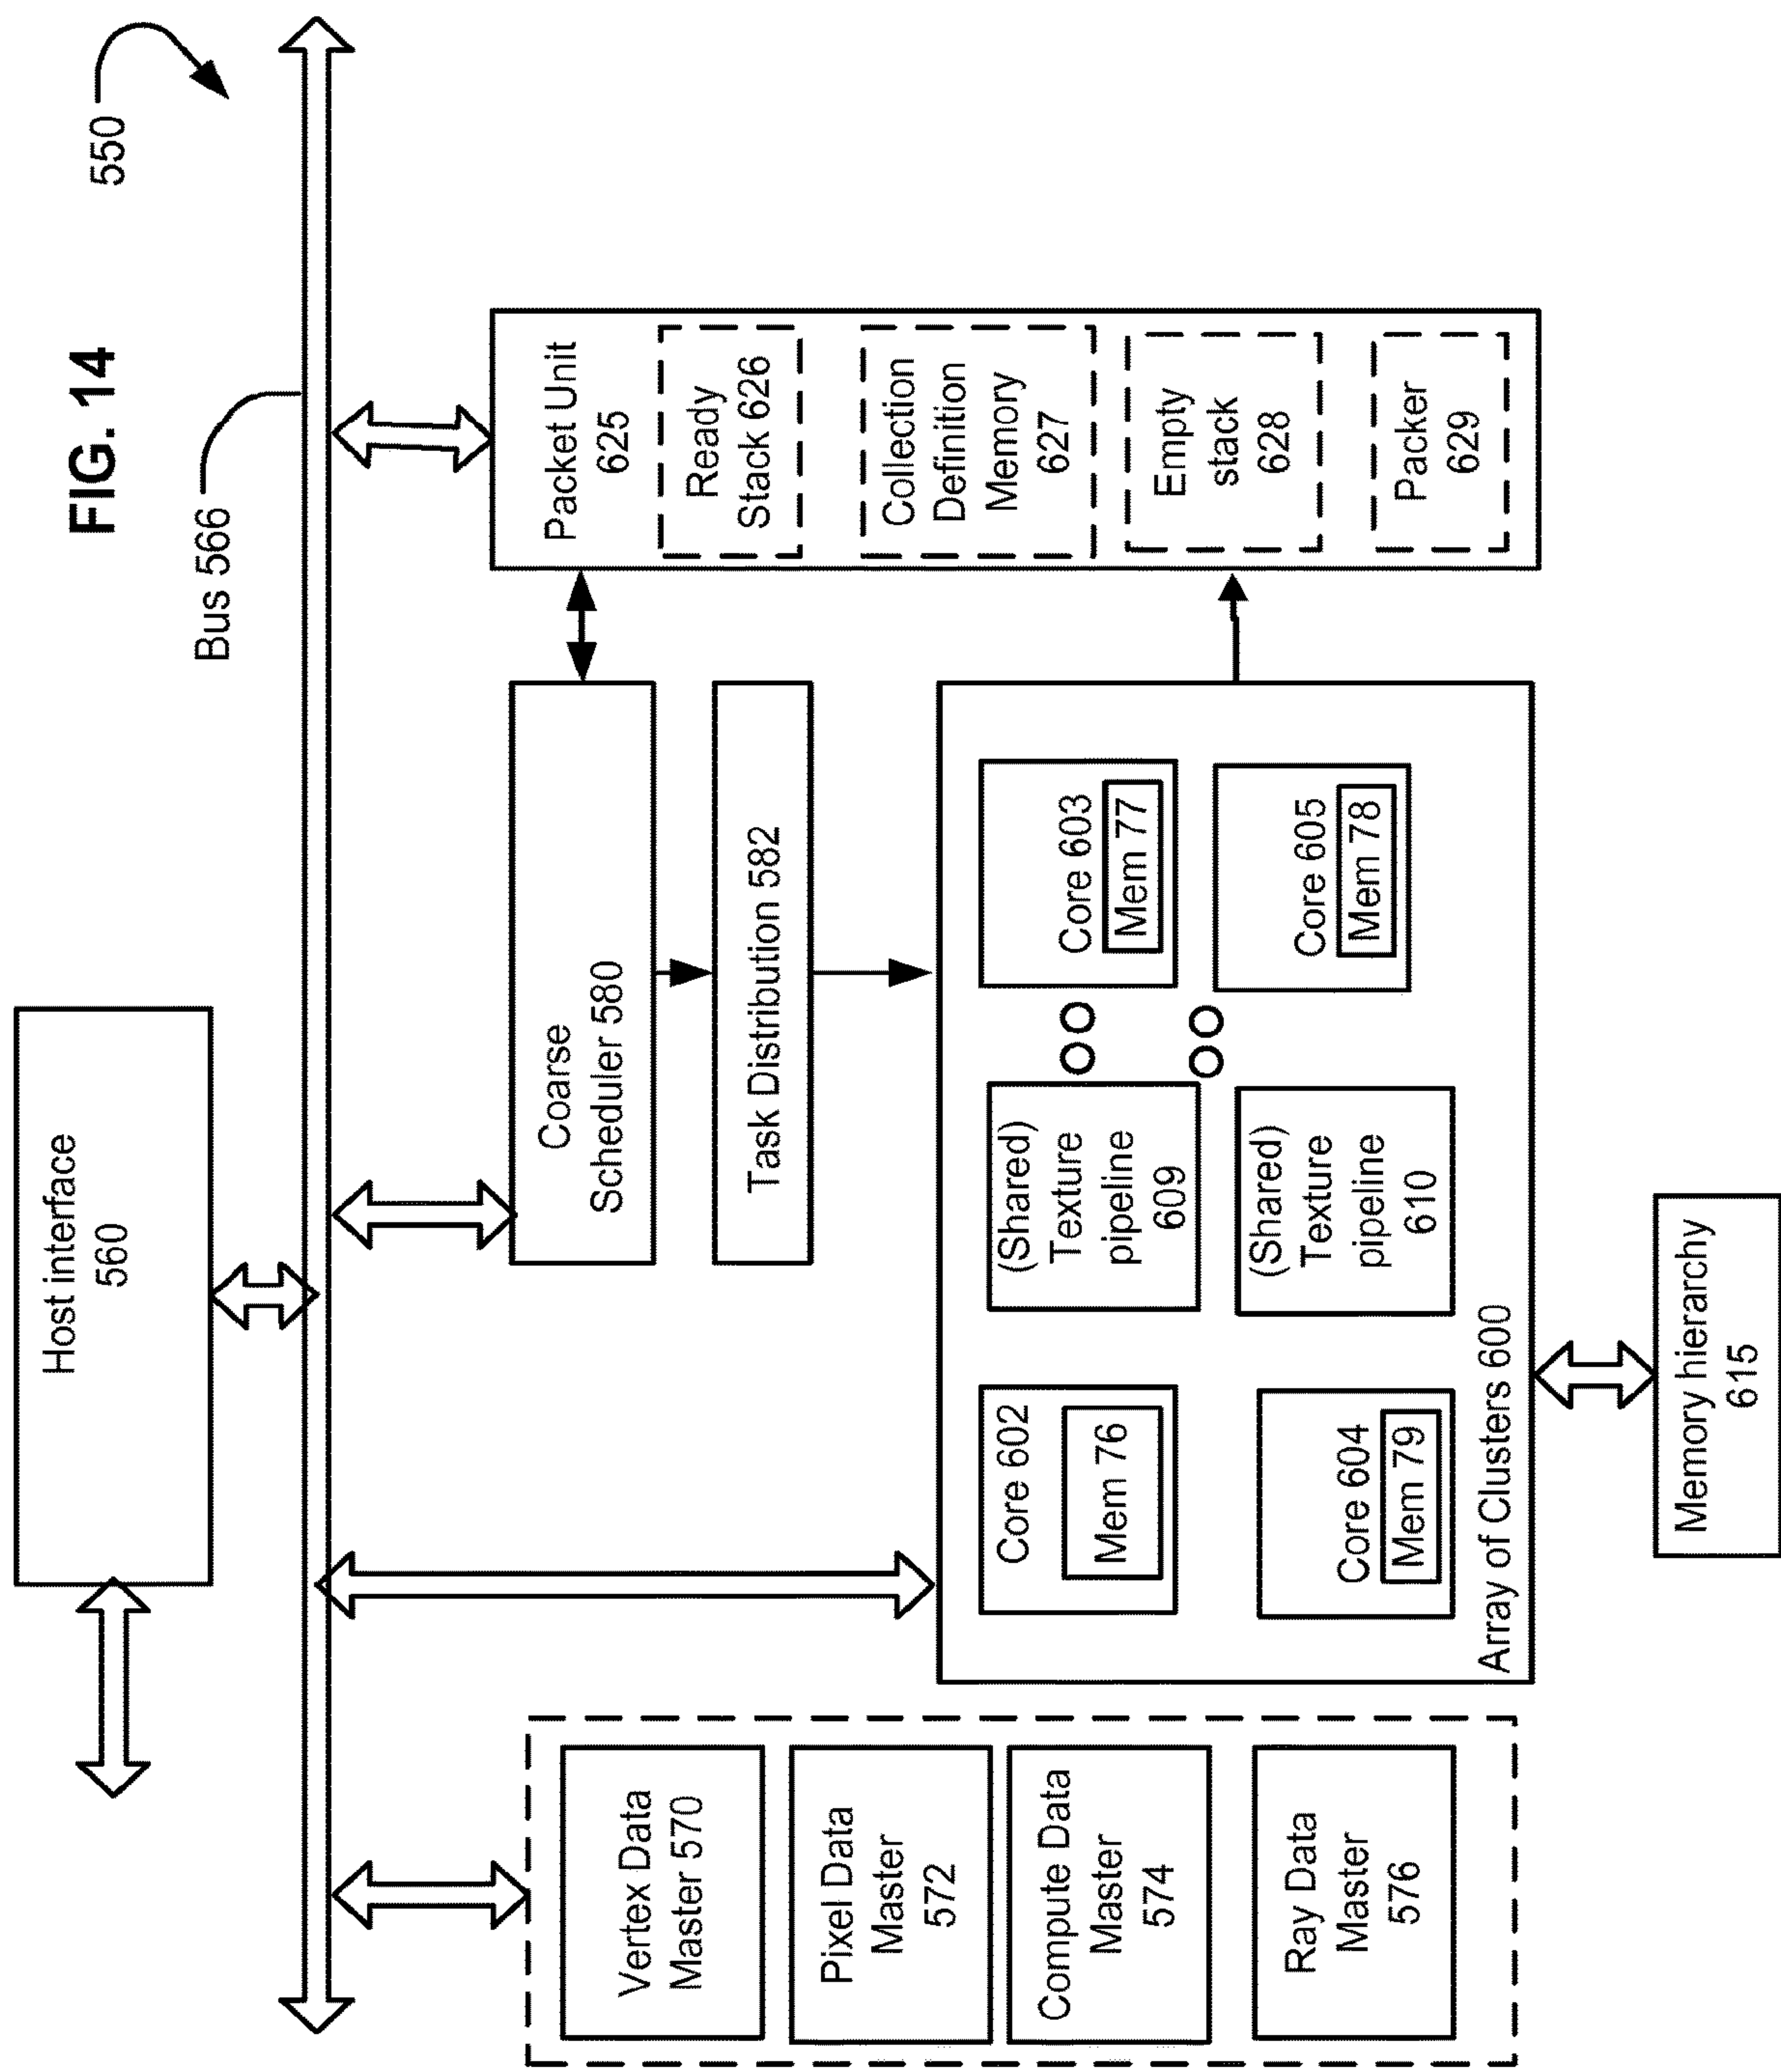 FIG. 14
550
Host interface
560
Bus 566
Vertex Data
Master 570
Pixel Data
Master
572
Compute Data
Master
574
Ray Data
Master
576
Coarse
Scheduler 580
Task Distribution 582
Packet Unit
625
Ready
Stack 626
Collection
Definition
Memory
627
Empty
stack
628
Packer
629
Core 602
Mem 76
(Shared)
Texture
pipeline
609
Core 603
Mem 77
Core 604
Mem 79
(Shared)
Texture
pipeline
610
Core 605
Mem 78
Array of Clusters 600
Memory hierarchy
615